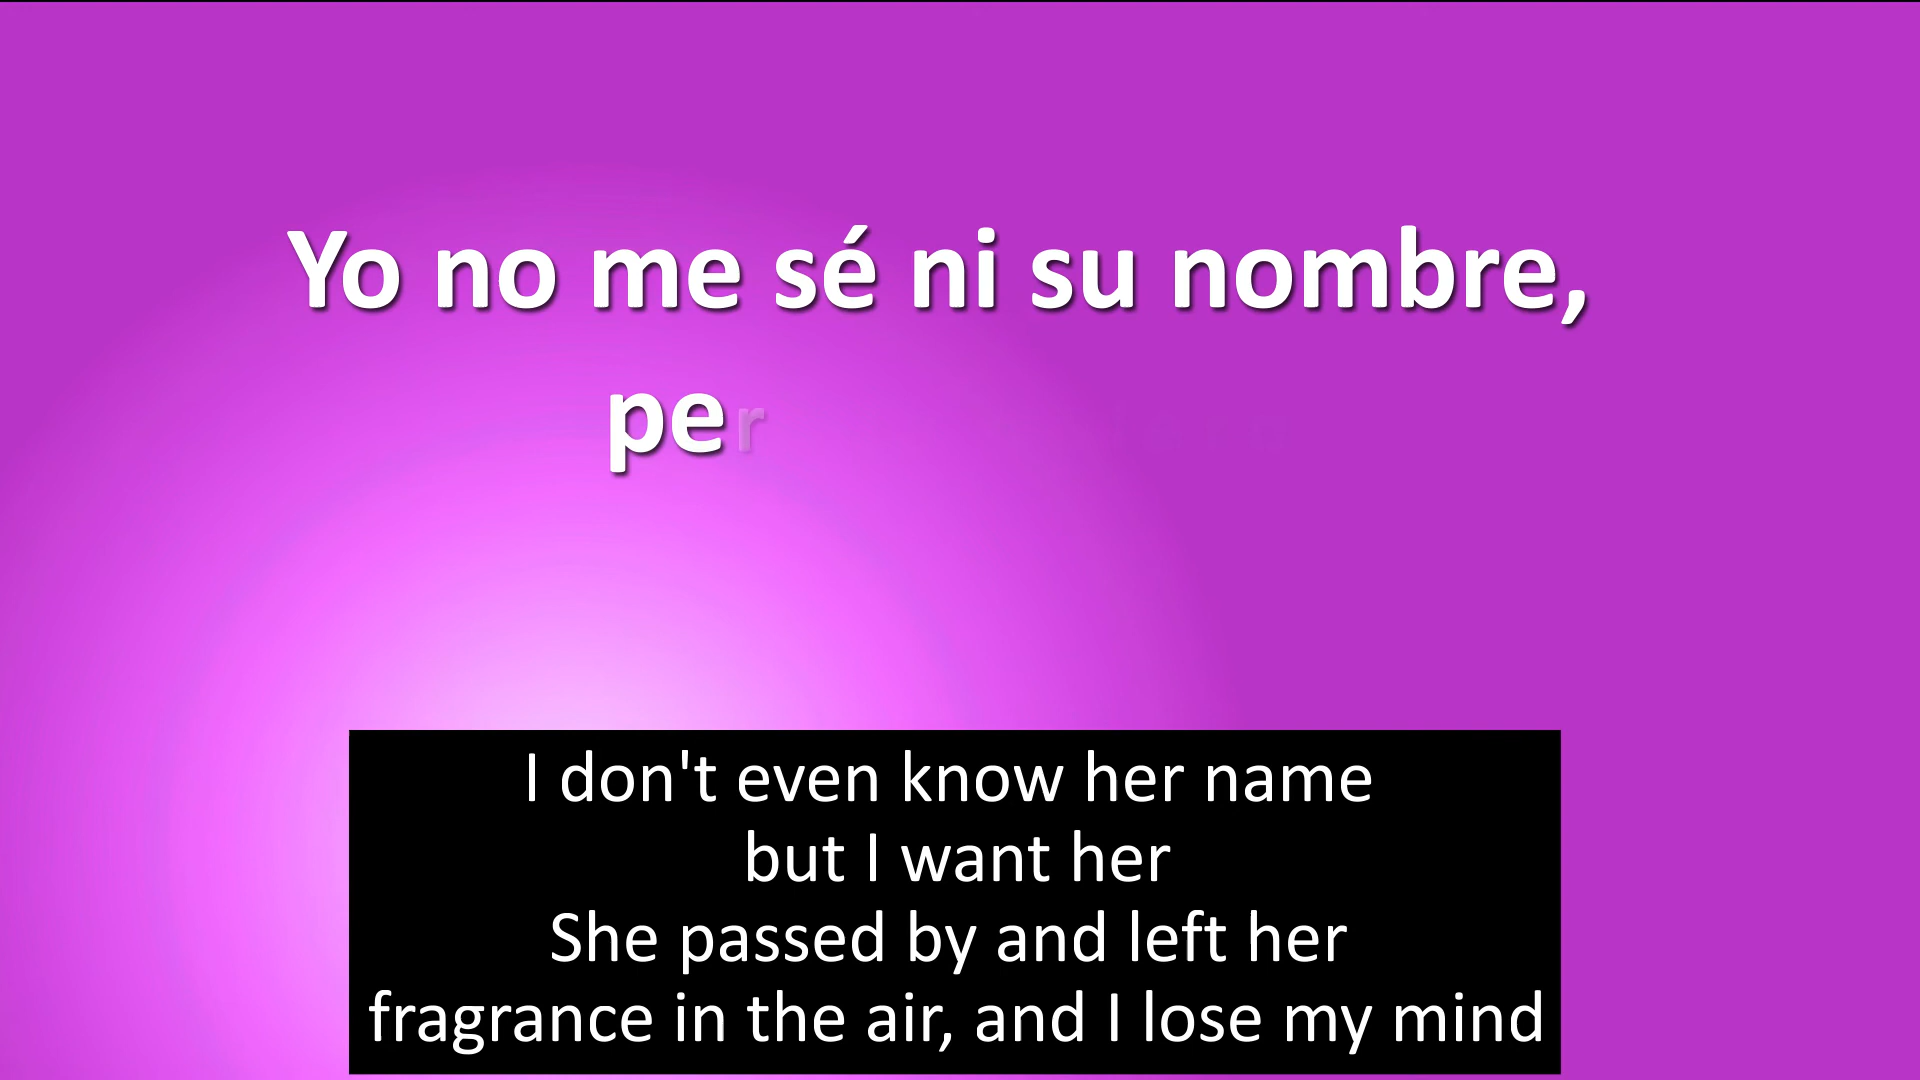 Yo no me sé ni su nombre,
per
I don't even know her name
but I want her
She passed by and left her
fragrance in the air, and I lose my mind